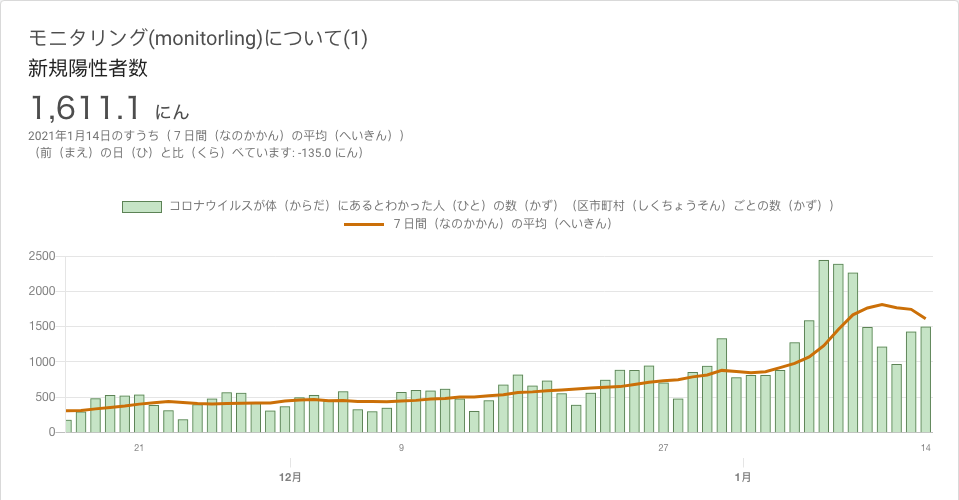 モニタリング(monitorling)について(1)
新規陽性者数
1,611.1 にん
2021年1月14日のすうち（７日間（なのかかん）の平均（へいきん））
（前（まえ）の日（ひ）と比（くら）べています: -135.0 にん）
コロナウイルスが体（からだ）にあるとわかった人（ひと）の数（かず）（区市町村（しくちょうそん）ごとの数（かず））
７日間（なのかかん）の平均（へいきん）
2500
2000
1500
1000
500
0
21 9 27 14
12月 1月